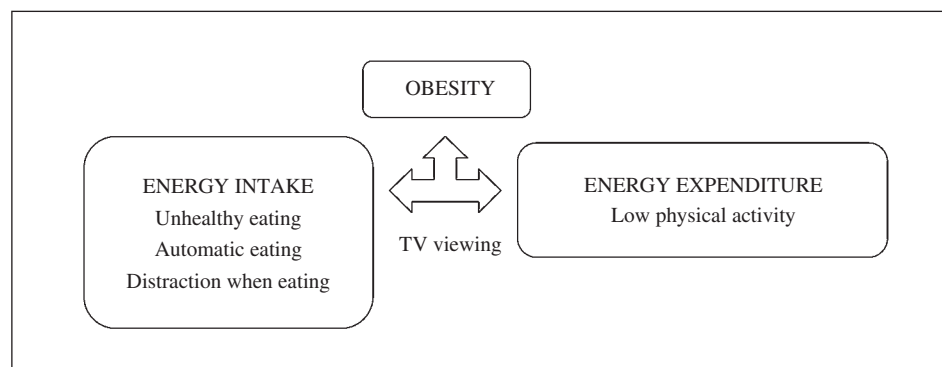 OBESITY
ENERGY INTAKE
Unhealthy eating
Automatic eating
Distraction when eating
TV viewing
ENERGY EXPENDITURE
Low physical activity